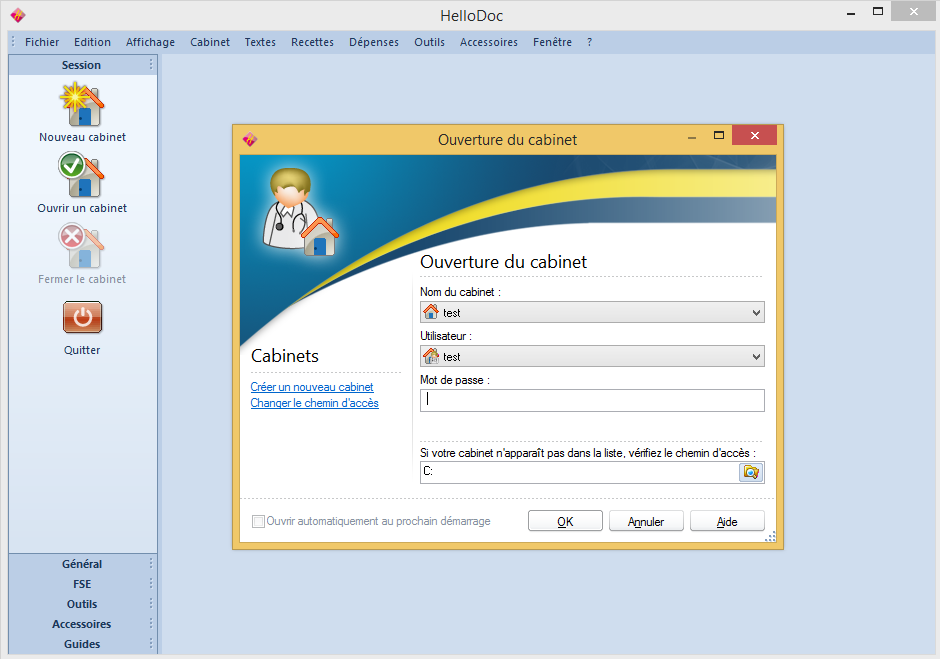 HelloDoc
Fichier Edition Affichage Cabinet Textes Recettes Dépenses Outils Accessoires Fenêtre ?
Session
Nouveau cabinet
Ouvrir un cabinet
Fermer le cabinet
Quitter
Général
FSE
Outils
Accessoires
Guides
Ouverture du cabinet
Cabinets
Créer un nouveau cabinet
Changer le chemin d'accès
Ouverture du cabinet
Nom du cabinet :
test
Utilisateur :
test
Mot de passe :
Si votre cabinet n'apparaît pas dans la liste, vérifiez le chemin d'accès :
C:
Ouvrir automatiquement au prochain démarrage
OK Annuler Aide